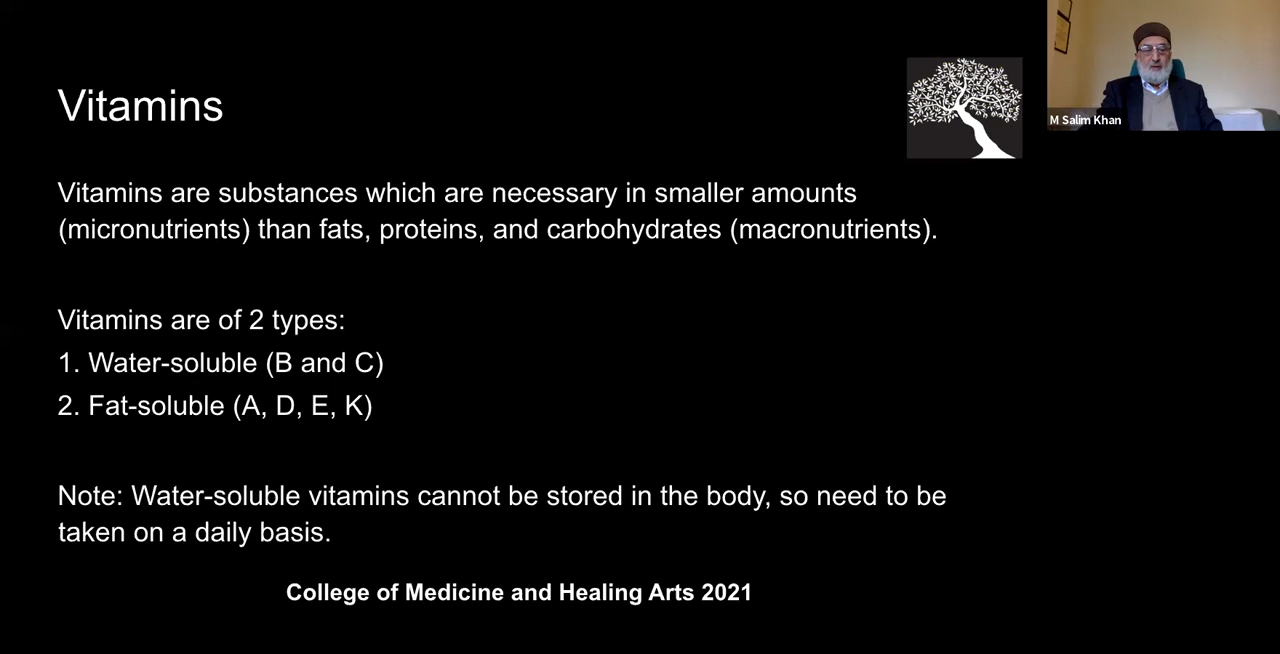 Vitamins
M Salim Khan
Vitamins are substances which are necessary in smaller amounts
(micronutrients) than fats, proteins, and carbohydrates (macronutrients).
Vitamins are of 2 types:
1. Water-soluble (B and C)
2. Fat-soluble (A, D, E, K)
Note: Water-soluble vitamins cannot be stored in the body, so need to be
taken on a daily basis.
College of Medicine and Healing Arts 2021